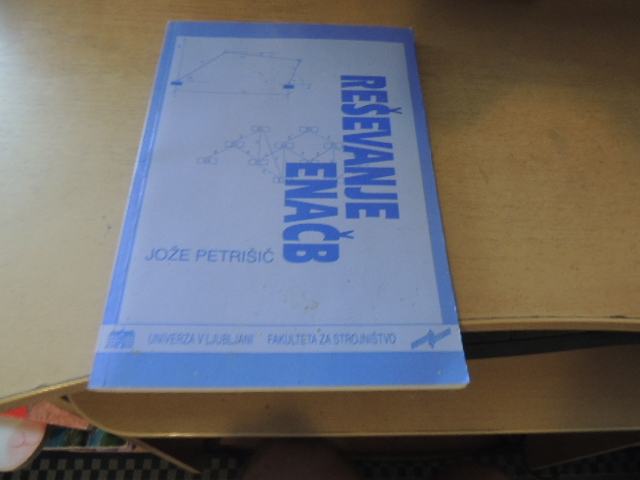 REŠEVANJE
ENAČB
JOŽE PETRIŠIČ
UNIVERZA V LJUBLJANI FAKULTETA ZA STROJNIŠTVO